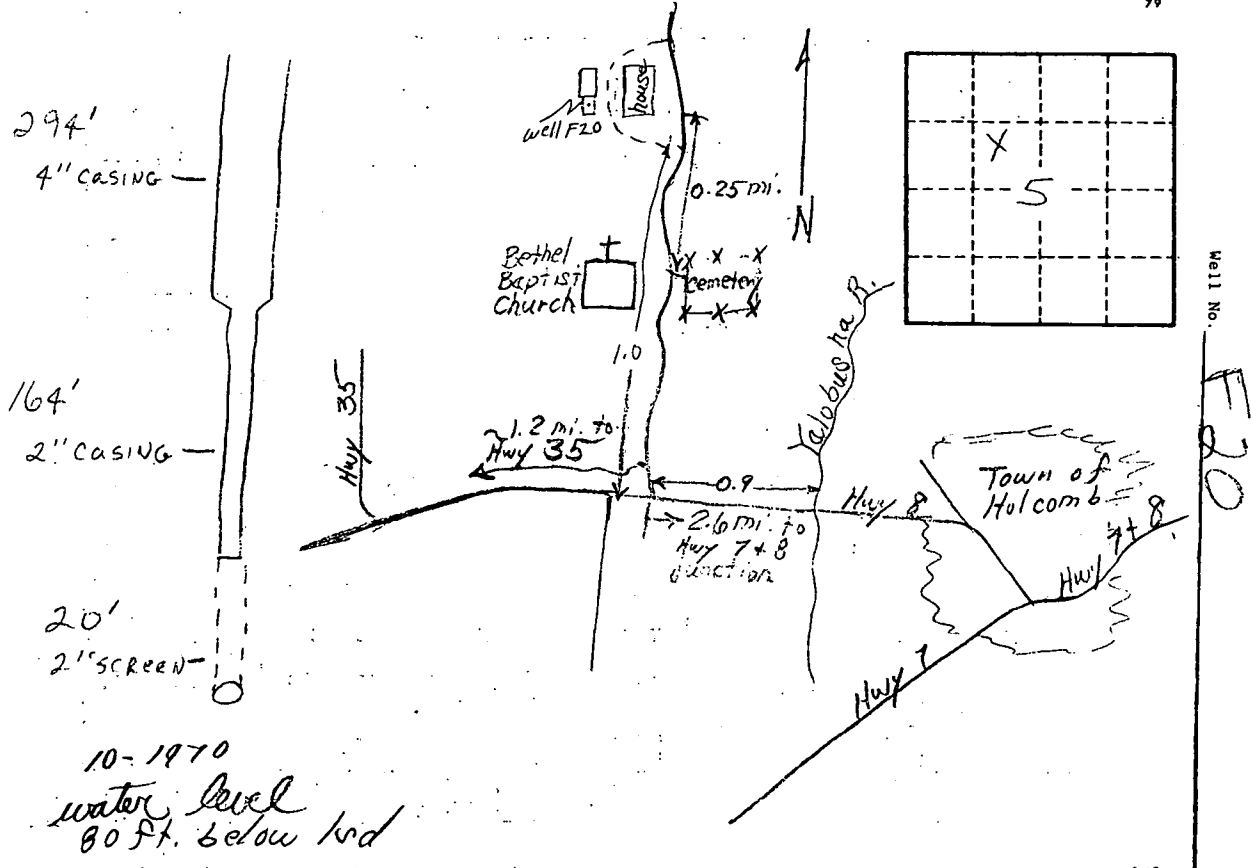 294'
4" CASING
164'
2" CASING
20'
2" SCREEN
10-1970
water level
80 ft. below lsd
house
well F20
0.25 mi.
N
Bethel
Baptist
Church
cemetery
1.0
Hwy 35
~1.2 mi. to
Hwy 35
0.9
2.6 mi. to
Hwy 7 + 8
junction
Yalobusha R.
Hwy 8
Town of
Holcomb
Hwy 7 + 8
Hwy 7
X
5
Well No.
F20